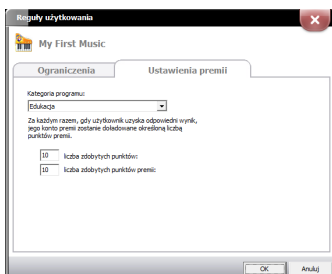 Reguły użytkowania
My First Music
Ograniczenia Ustawienia premii
Kategoria programu:
Edukacja
Za każdym razem, gdy użytkownik uzyska odpowiedni wynik,
jego konto premii zostanie doładowane określoną liczbą
punktów premii.
10 liczba zdobytych punktów:
10 liczba zdobytych punktów premii:
OK Anuluj